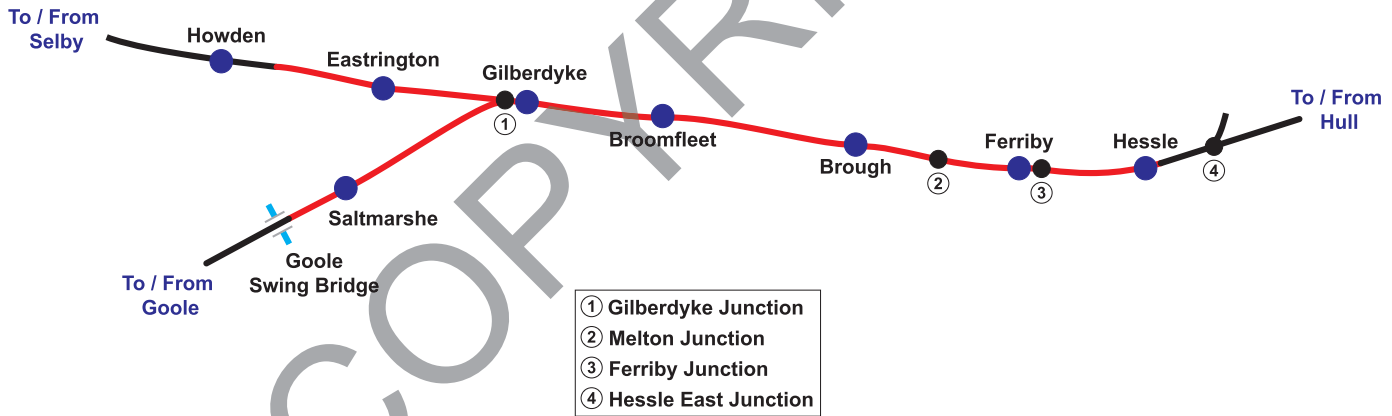 To / From
Selby
Howden
Eastrington
Gilberdyke
1
Broomfleet
Brough
2
Ferriby
3
Hessle
4
To / From
Hull
Saltmarshe
Goole
Swing Bridge
To / From
Goole
1 Gilberdyke Junction
2 Melton Junction
3 Ferriby Junction
4 Hessle East Junction
COPYRI